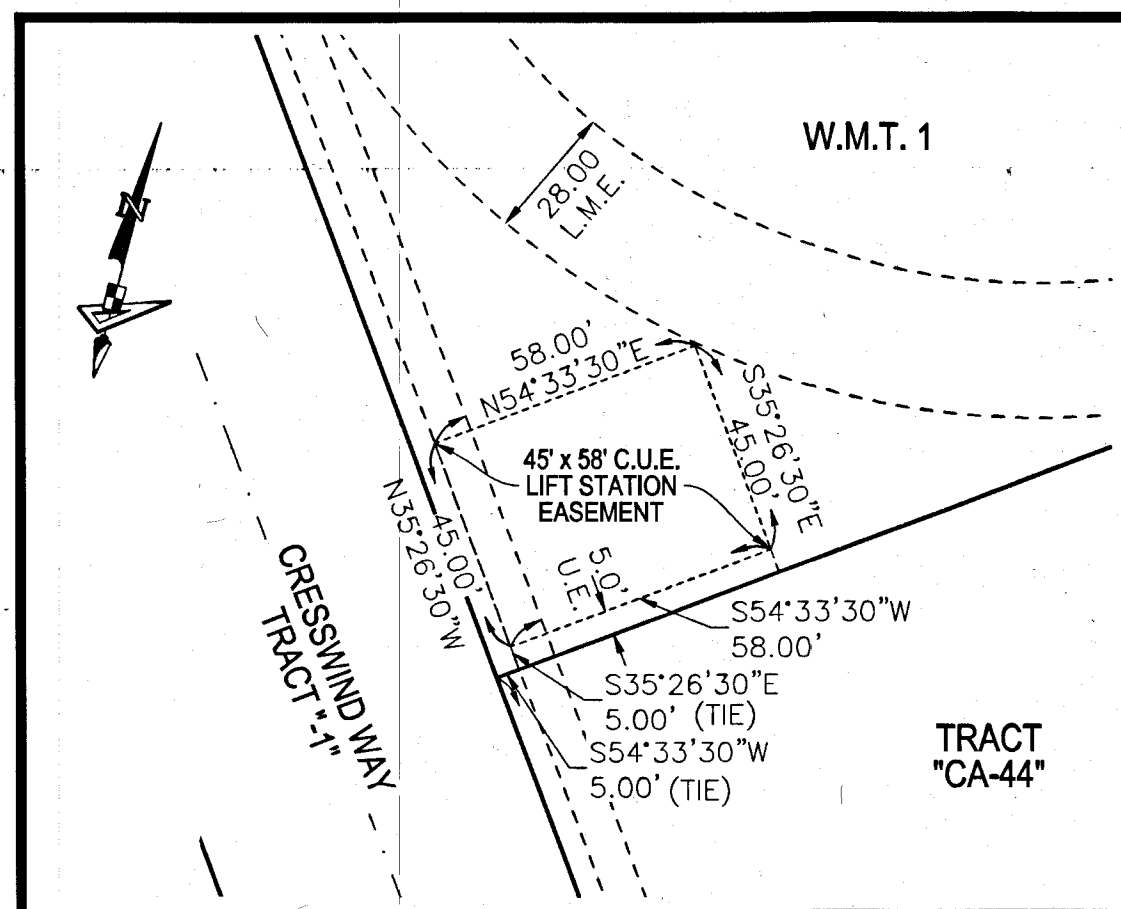 W.M.T. 1
28.00
L.M.E.
N
58.00'
N54°33'30"E
S35°26'30"E
45.00'
45' x 58' C.U.E.
LIFT STATION
EASEMENT
N35°26'30"W
45.00'
5.0'
U.E.
CRESSWIND WAY
TRACT "-1"
S54°33'30"W
58.00'
S35°26'30"E
5.00' (TIE)
S54°33'30"W
5.00' (TIE)
TRACT
"CA-44"